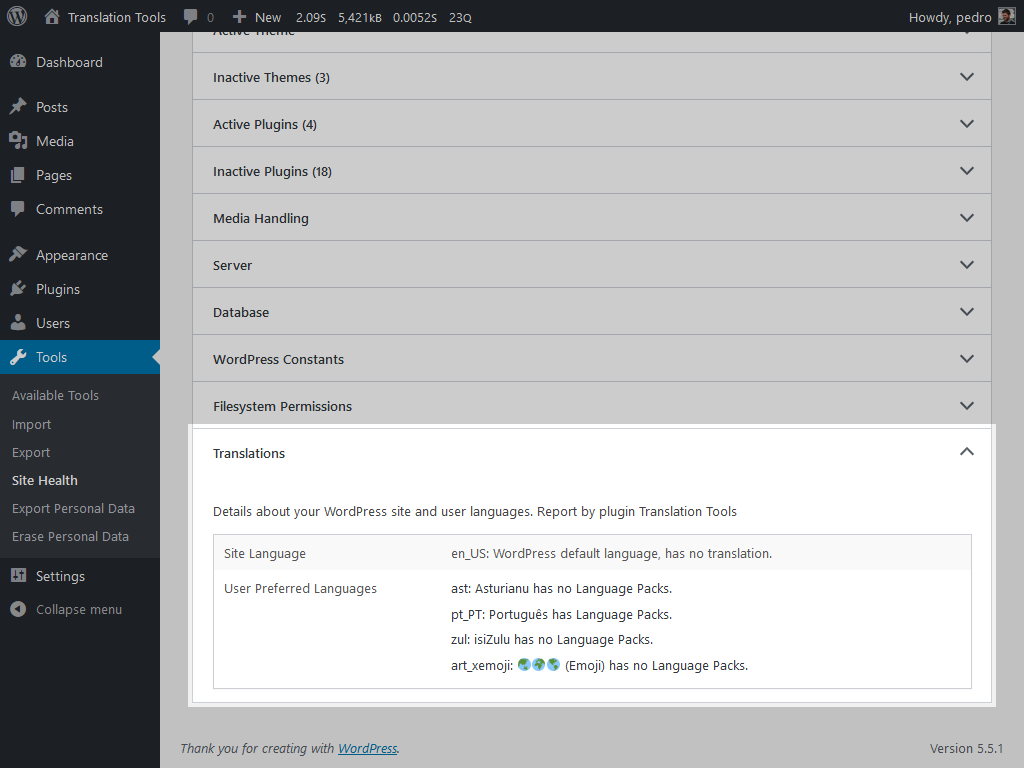 Translation Tools 0 New 2.09s 5,421kB 0.0052s 23Q Howdy, pedro
Dashboard
Posts
Media
Pages
Comments
Appearance
Plugins
Users
Tools
Available Tools
Import
Export
Site Health
Export Personal Data
Erase Personal Data
Settings
Collapse menu
Active Theme
Inactive Themes (3)
Active Plugins (4)
Inactive Plugins (18)
Media Handling
Server
Database
WordPress Constants
Filesystem Permissions
Translations
Details about your WordPress site and user languages. Report by plugin Translation Tools
Site Language en_US: WordPress default language, has no translation.
User Preferred Languages ast: Asturianu has no Language Packs.
pt_PT: Português has Language Packs.
zul: isiZulu has no Language Packs.
art_xemoji: 🌏🌍🌎 (Emoji) has no Language Packs.
Thank you for creating with WordPress. Version 5.5.1